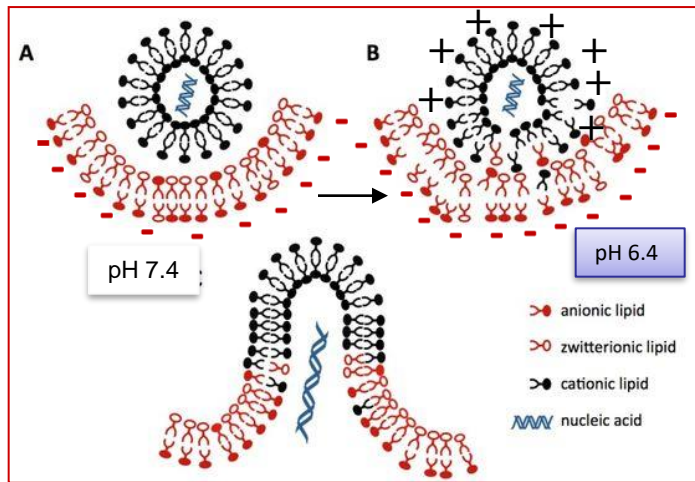 A
B
pH 7.4
pH 6.4
anionic lipid
zwitterionic lipid
cationic lipid
nucleic acid